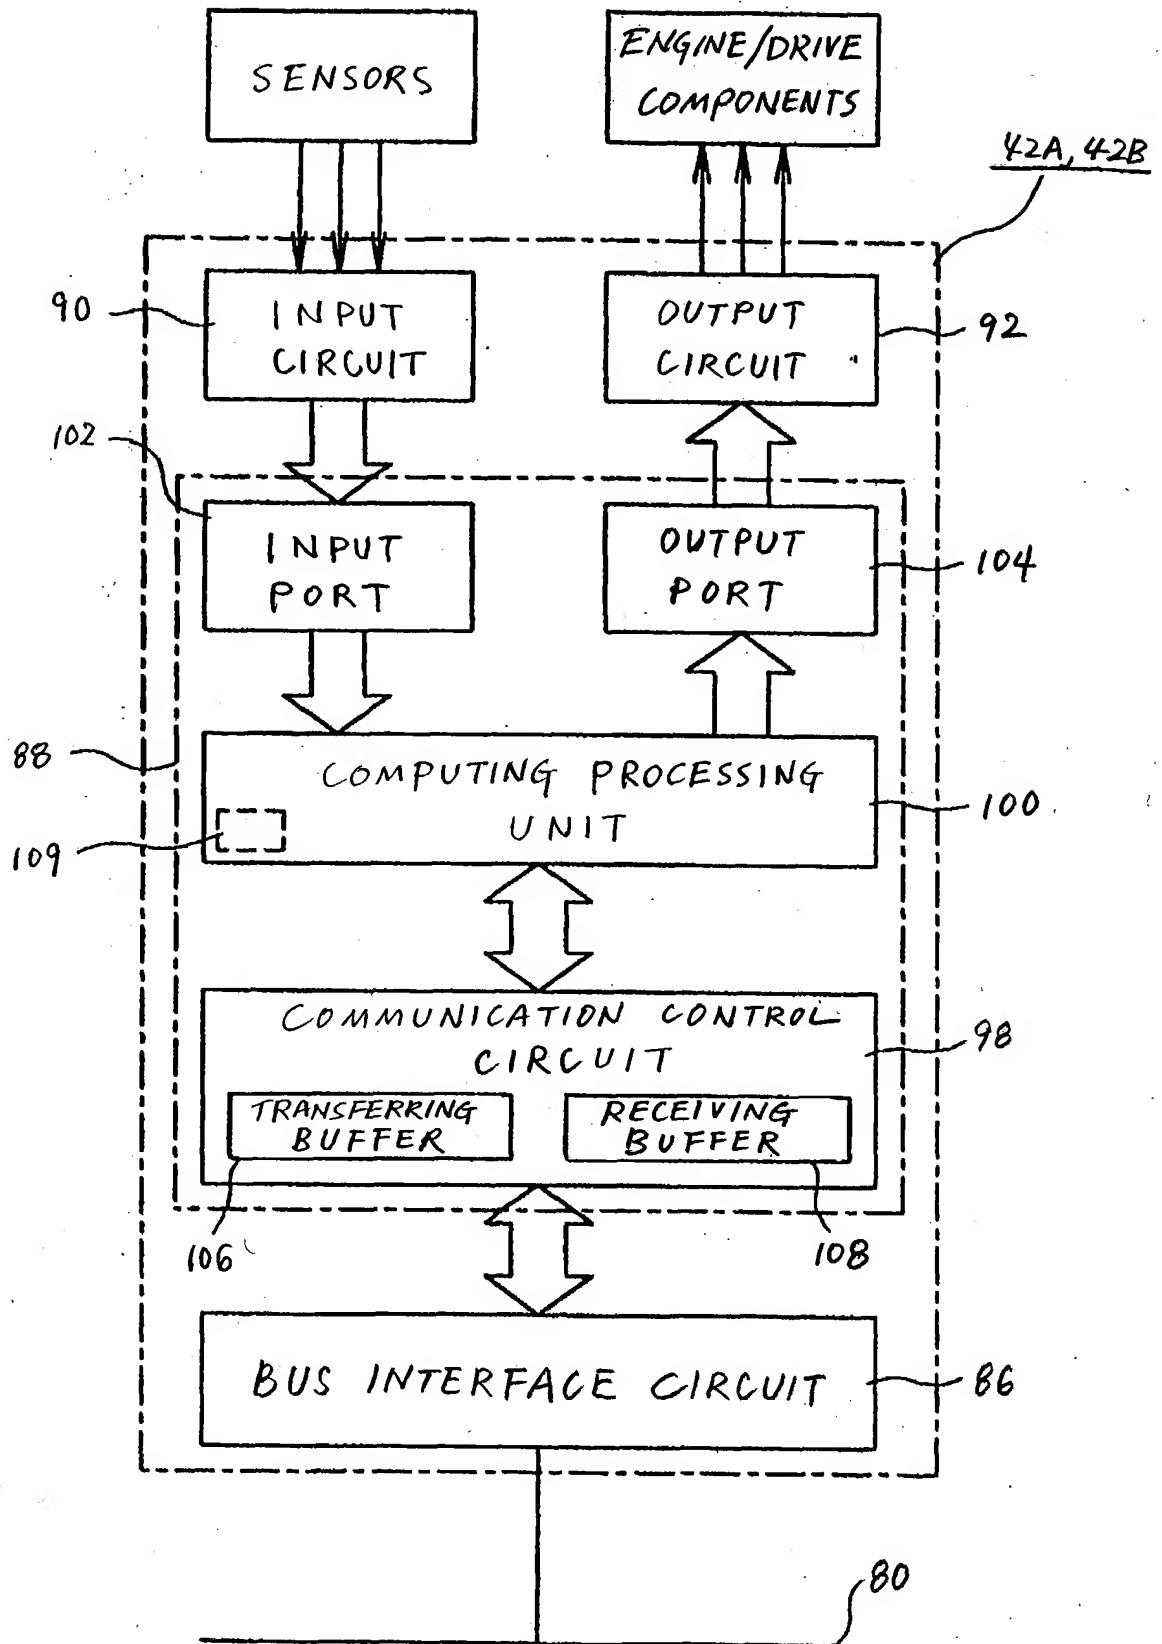 SENSORS
ENGINE/DRIVE
COMPONENTS
42A, 42B
90
INPUT
CIRCUIT
OUTPUT
CIRCUIT
92
102
INPUT
PORT
OUTPUT
PORT
104
88
COMPUTING PROCESSING
UNIT
100
109
COMMUNICATION CONTROL
CIRCUIT
98
TRANSFERRING
BUFFER
RECEIVING
BUFFER
106
108
BUS INTERFACE CIRCUIT
86
80